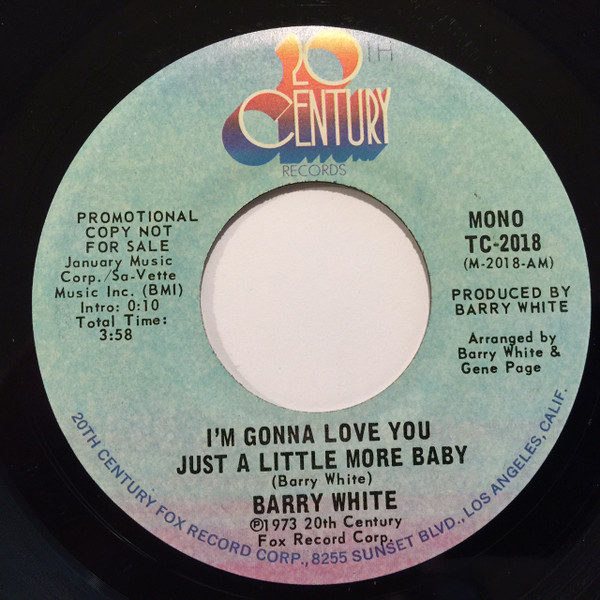 20TH
CENTURY
RECORDS
PROMOTIONAL
COPY NOT
FOR SALE
January Music
Corp./Sa-Vette
Music Inc. (BMI)
Intro: 0:10
Total Time:
3:58
MONO
TC-2018
(M-2018-AM)
PRODUCED BY
BARRY WHITE
Arranged by
Barry White &
Gene Page
I'M GONNA LOVE YOU
JUST A LITTLE MORE BABY
(Barry White)
BARRY WHITE
℗1973 20th Century
Fox Record Corp.
20TH CENTURY FOX RECORD CORP., 8255 SUNSET BLVD., LOS ANGELES, CALIF.